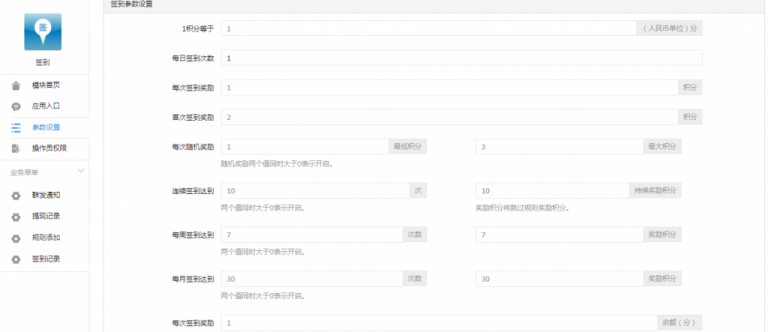 签到参数设置
签
签到
模块首页
应用入口
参数设置
操作员权限
业务菜单
群发通知
提现记录
规则添加
签到记录
1积分等于 1 （人民币单位）分
每日签到次数 1
每次签到奖励 1 积分
首次签到奖励 2 积分
每次随机奖励 1 最低积分 3 最大积分
随机奖励两个值同时大于0表示开启。
连续签到达到 10 次 10 持续奖励积分
两个值同时大于0表示开启。 奖励积分将跳过规则奖励积分。
每周签到达到 7 次数 7 奖励积分
两个值同时大于0表示开启。
每月签到达到 30 次数 30 奖励积分
两个值同时大于0表示开启。
每次签到奖励 1 余额（分）